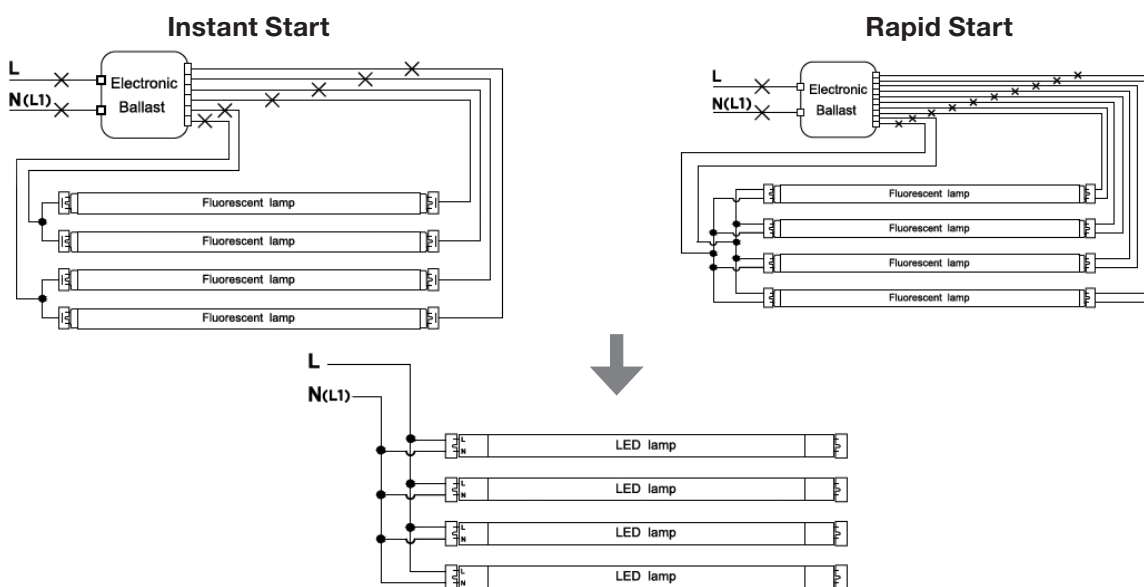 Instant Start
L
N(L1)
Electronic
Ballast
Fluorescent lamp
Fluorescent lamp
Fluorescent lamp
Fluorescent lamp
Rapid Start
L
N(L1)
Electronic
Ballast
Fluorescent lamp
Fluorescent lamp
Fluorescent lamp
Fluorescent lamp
L
N(L1)
L
N
LED lamp
L
N
LED lamp
L
N
LED lamp
L
N
LED lamp